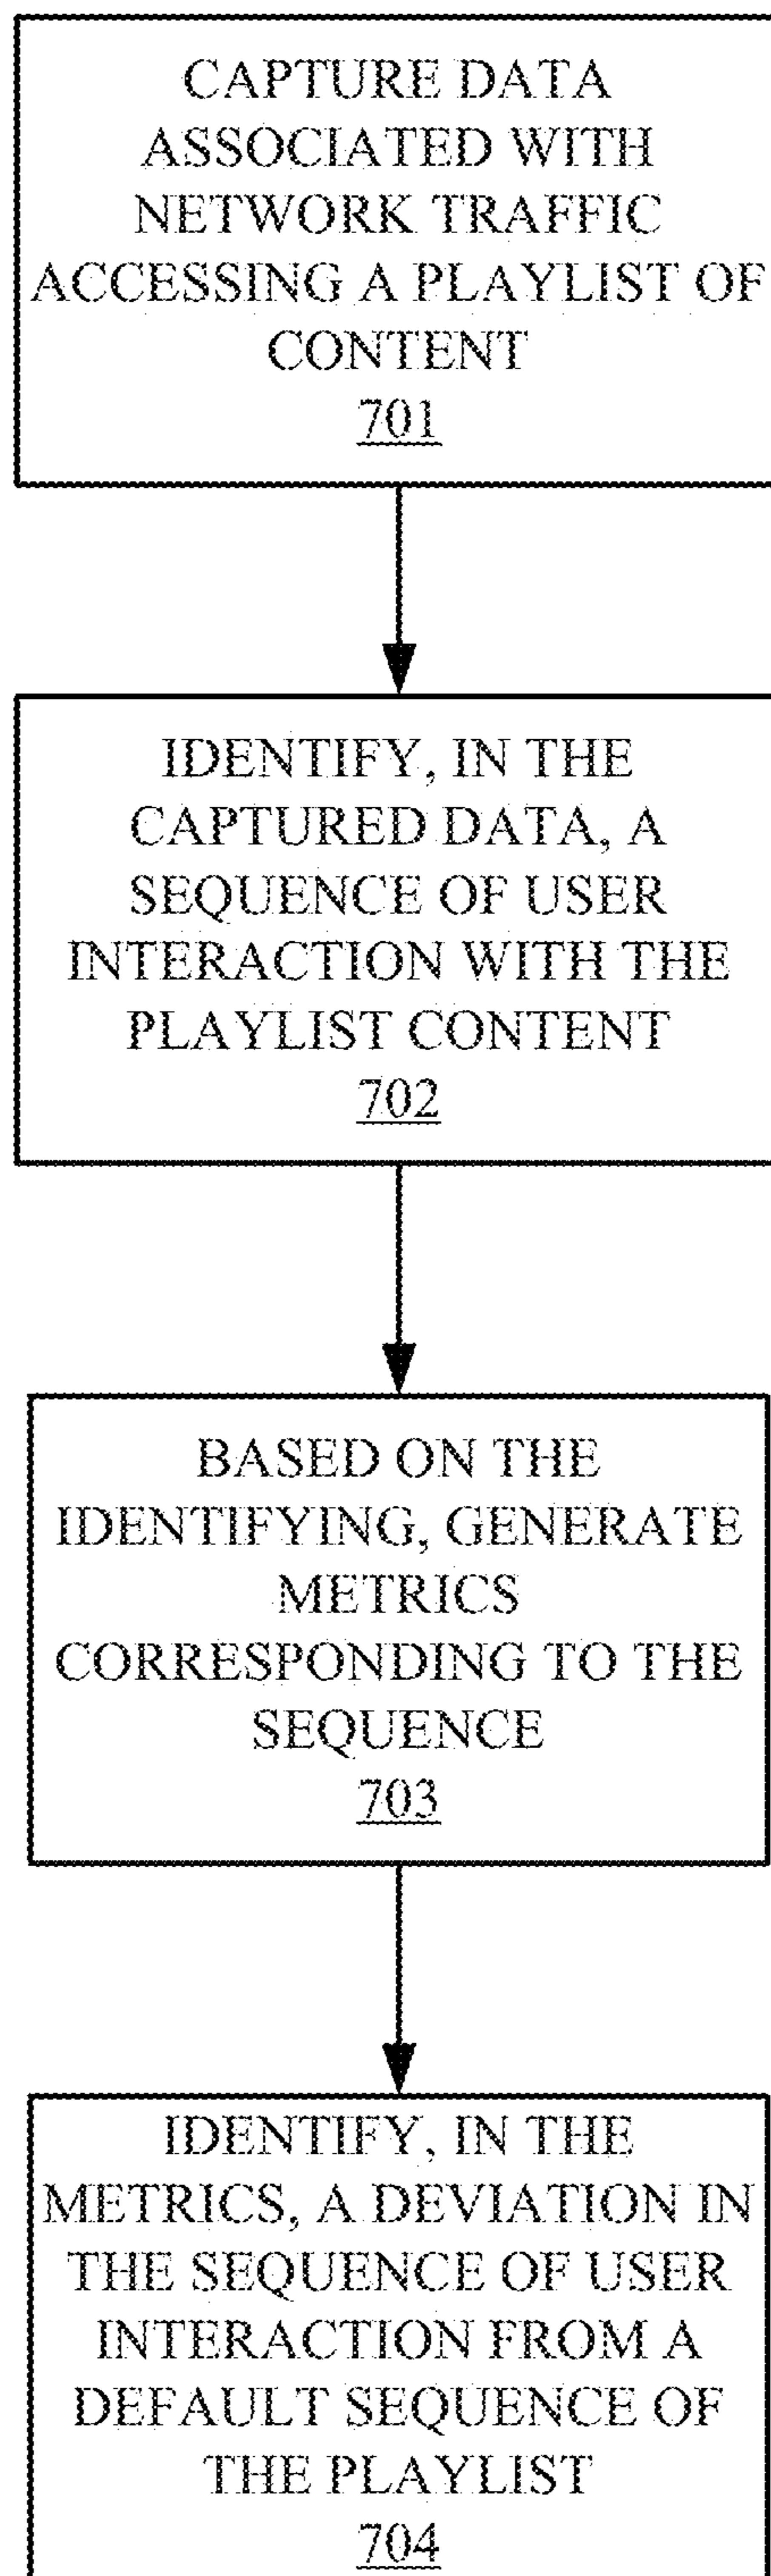 CAPTURE DATA
ASSOCIATED WITH
NETWORK TRAFFIC
ACCESSING A PLAYLIST OF
CONTENT
701
IDENTIFY, IN THE
CAPTURED DATA, A
SEQUENCE OF USER
INTERACTION WITH THE
PLAYLIST CONTENT
702
BASED ON THE
IDENTIFYING, GENERATE
METRICS
CORRESPONDING TO THE
SEQUENCE
703
IDENTIFY, IN THE
METRICS, A DEVIATION IN
THE SEQUENCE OF USER
INTERACTION FROM A
DEFAULT SEQUENCE OF
THE PLAYLIST
704